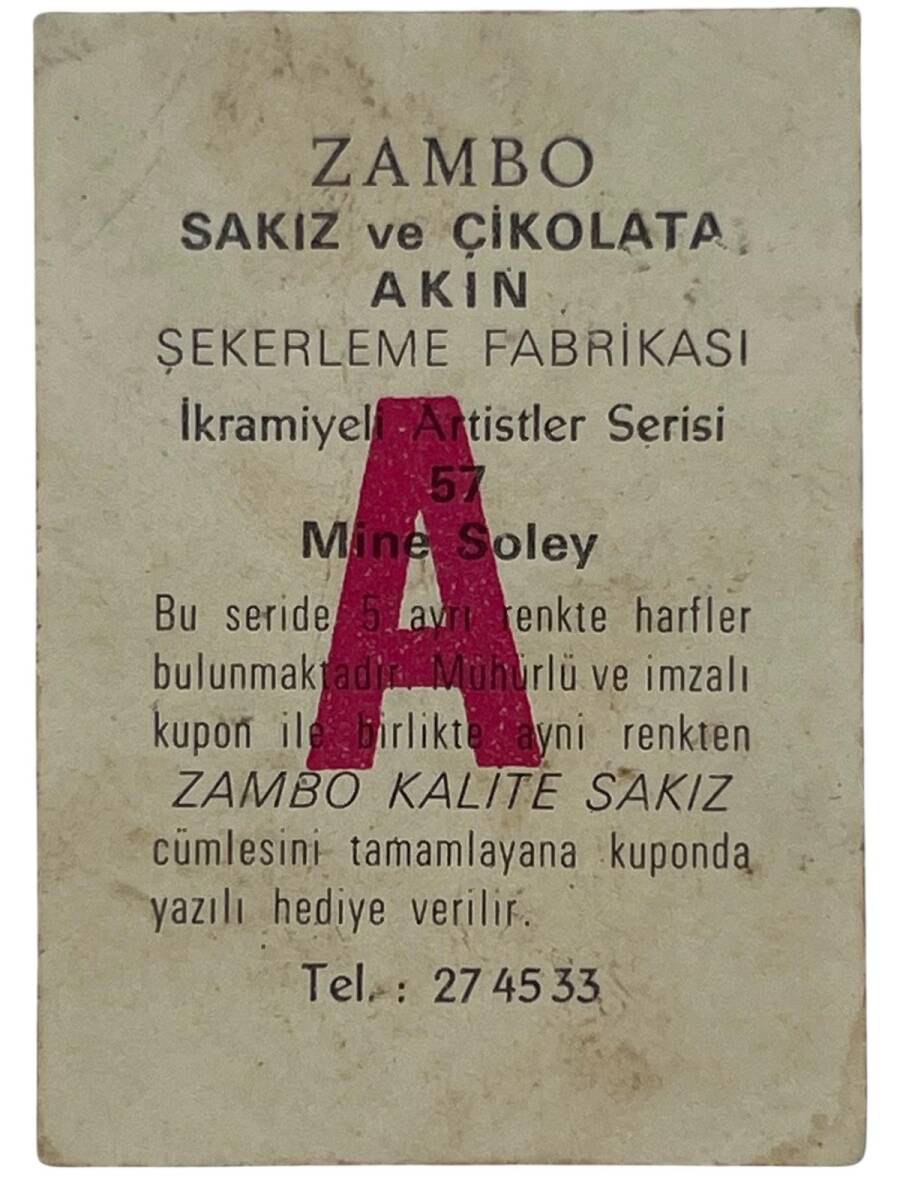 ZAMBO
SAKIZ ve ÇİKOLATA
AKIN
ŞEKERLEME FABRİKASI
İkramiyeli Artistler Serisi
57
Mine Soley
Bu seride 5 ayrı renkte harfler
bulunmaktadır. Mühürlü ve imzalı
kupon ile birlikte ayni renkten
ZAMBO KALİTE SAKIZ
cümlesini tamamlayana kuponda
yazılı hediye verilir.
Tel. : 27 45 33
A